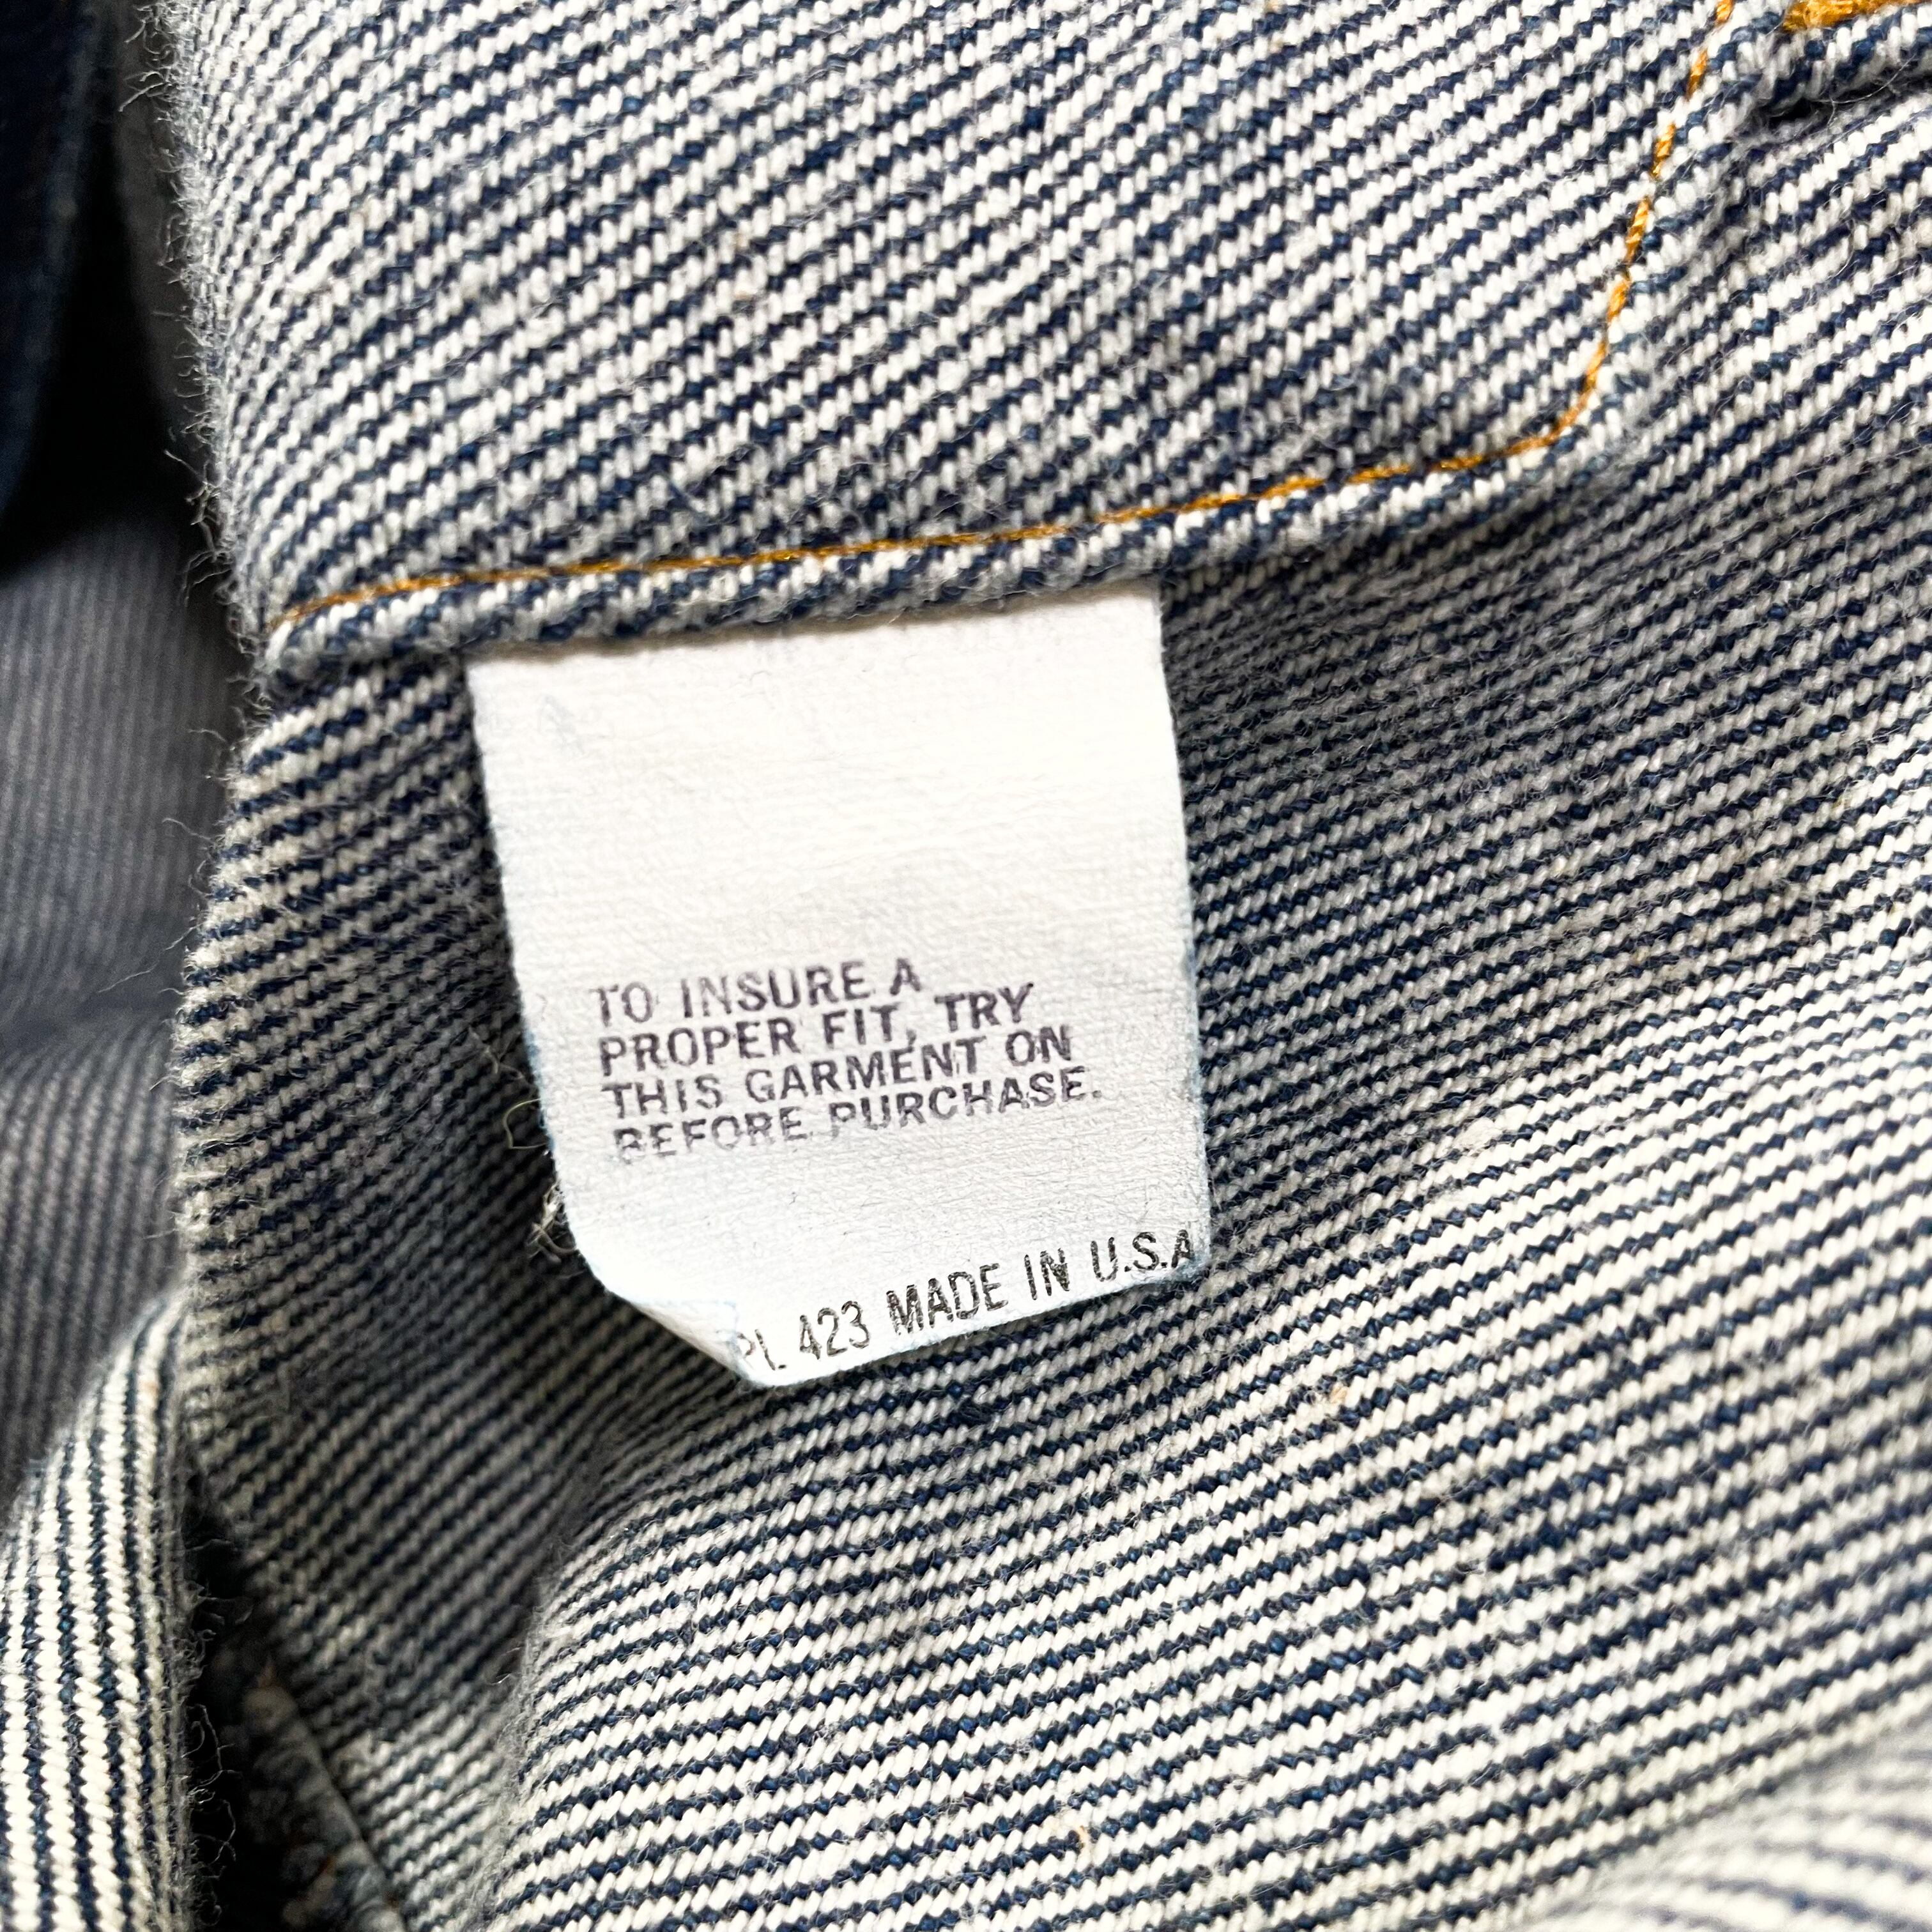 TO INSURE A
PROPER FIT, TRY
THIS GARMENT ON
BEFORE PURCHASE.
PL 423 MADE IN U.S.A